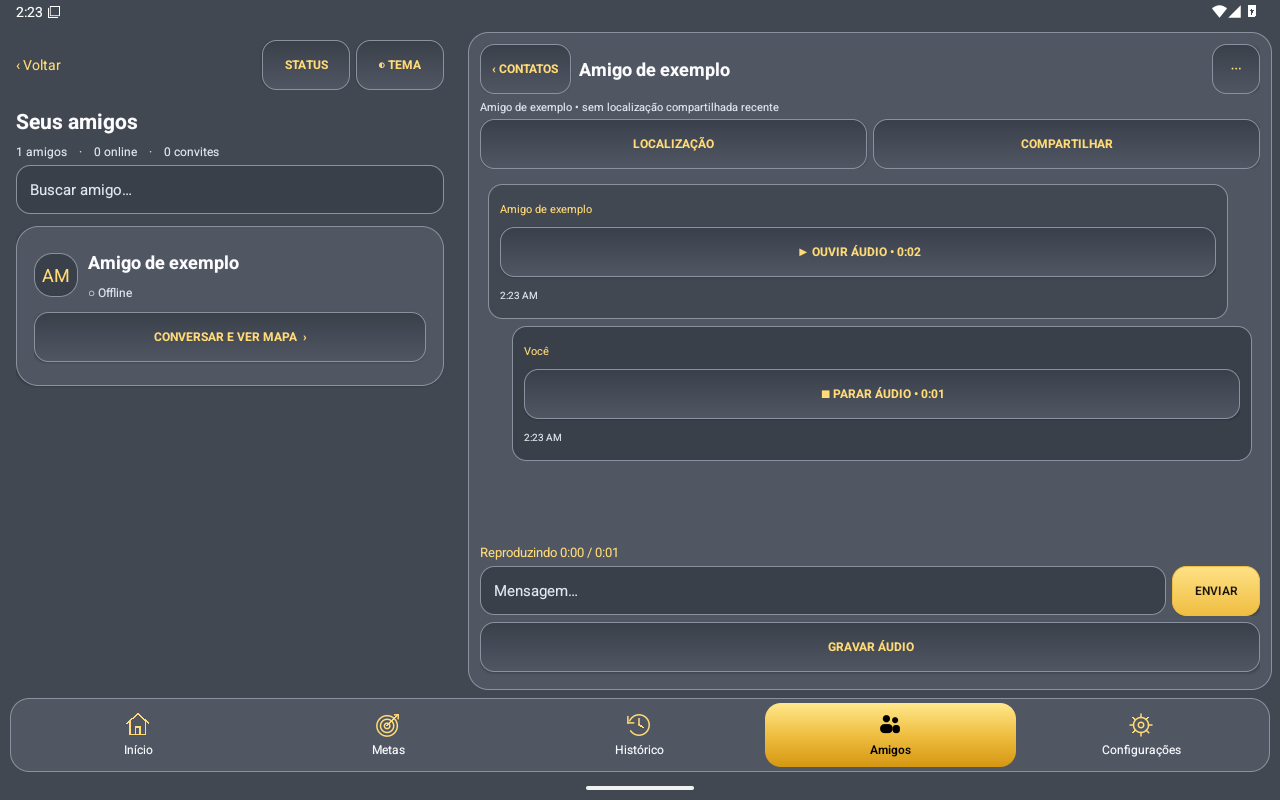 2:23
‹ Voltar
STATUS
◐ TEMA
Seus amigos
1 amigos · 0 online · 0 convites
Buscar amigo…
AM
Amigo de exemplo
○ Offline
CONVERSAR E VER MAPA ›
‹ CONTATOS
Amigo de exemplo
···
Amigo de exemplo • sem localização compartilhada recente
LOCALIZAÇÃO
COMPARTILHAR
Amigo de exemplo
► OUVIR ÁUDIO • 0:02
2:23 AM
Você
■ PARAR ÁUDIO • 0:01
2:23 AM
Reproduzindo 0:00 / 0:01
Mensagem…
ENVIAR
GRAVAR ÁUDIO
Início
Metas
Histórico
Amigos
Configurações